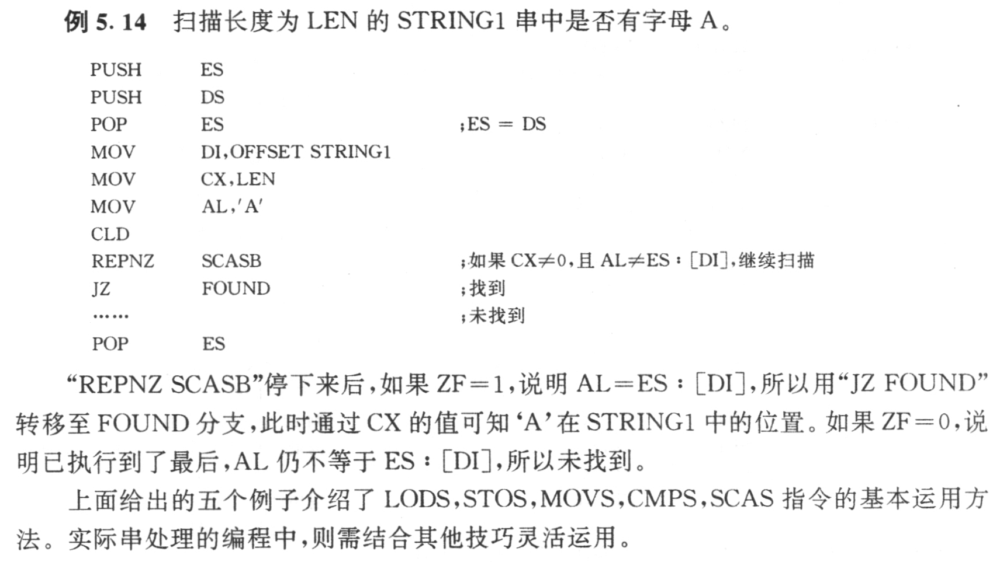 例 5.14 扫描长度为 LEN 的 STRING1 串中是否有字母 A。
PUSH ES
PUSH DS
POP ES ;ES = DS
MOV DI,OFFSET STRING1
MOV CX,LEN
MOV AL,'A'
CLD
REPNZ SCASB ;如果 CX≠0,且 AL≠ES:[DI],继续扫描
JZ FOUND ;找到
…… ;未找到
POP ES
“REPNZ SCASB”停下来后,如果 ZF=1,说明 AL=ES:[DI],所以用“JZ FOUND”
转移至 FOUND 分支,此时通过 CX 的值可知‘A’在 STRING1 中的位置。如果 ZF=0,说
明已执行到了最后,AL 仍不等于 ES:[DI],所以未找到。
上面给出的五个例子介绍了 LODS,STOS,MOVS,CMPS,SCAS 指令的基本运用方
法。实际串处理的编程中,则需结合其他技巧灵活运用。